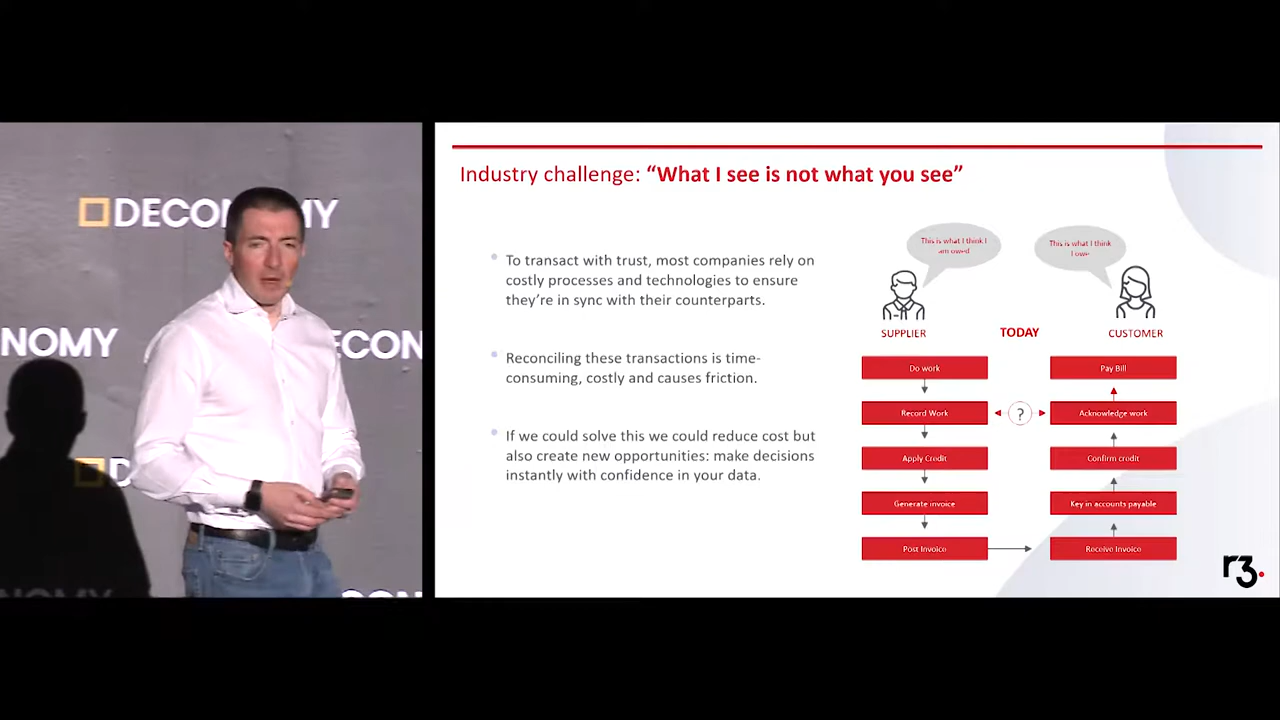 DECONOMY
NOMY
ECON
Industry challenge: “What I see is not what you see”
To transact with trust, most companies rely on
costly processes and technologies to ensure
they’re in sync with their counterparts.
Reconciling these transactions is time-
consuming, costly and causes friction.
If we could solve this we could reduce cost but
also create new opportunities: make decisions
instantly with confidence in your data.
This is what I think I
am owed
This is what I think
I owe
SUPPLIER
TODAY
CUSTOMER
Do work
Pay Bill
Record Work
?
Acknowledge work
Apply Credit
Confirm credit
Generate invoice
Key in accounts payable
Post Invoice
Receive Invoice
r3.